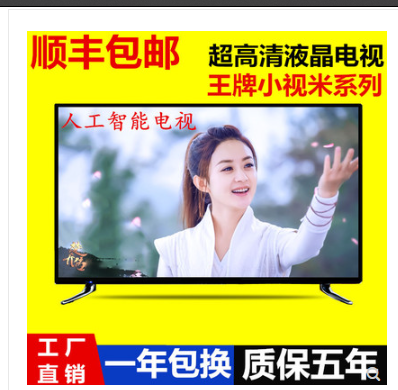 顺丰包邮
超高清液晶电视
王牌小视米系列
人工智能电视
工厂
直销
一年包换
质保五年